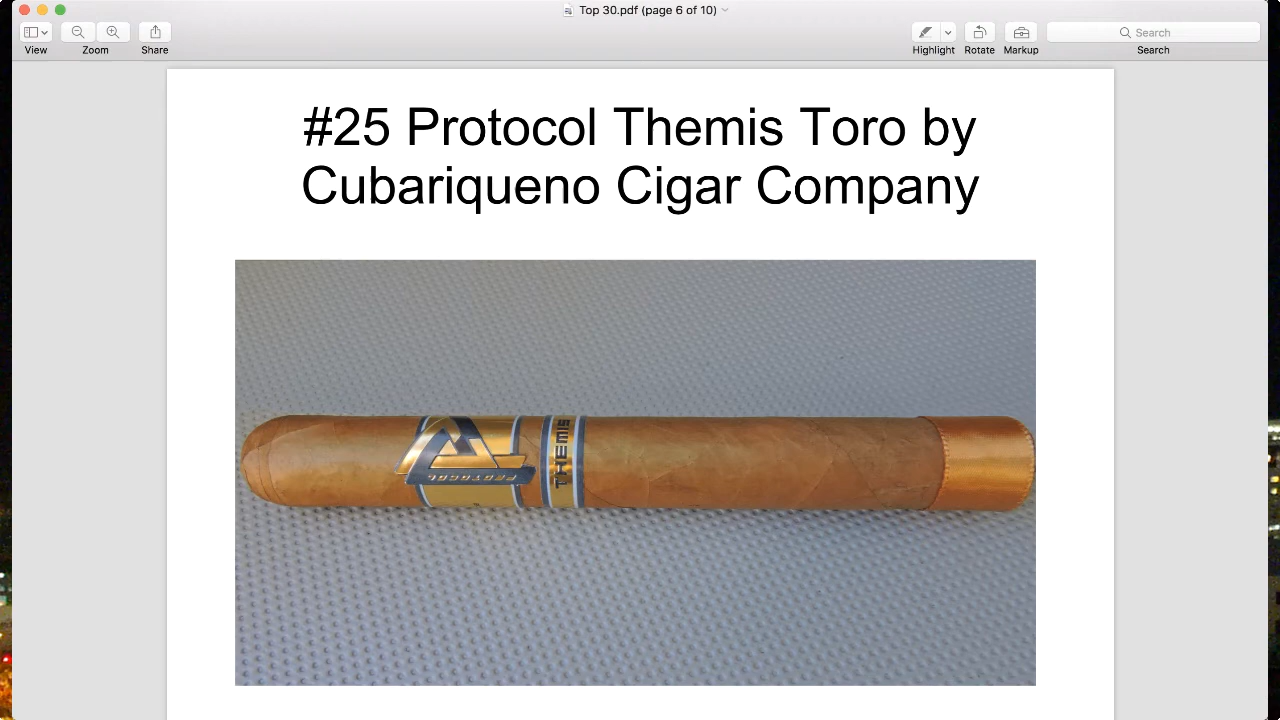 Top 30.pdf (page 6 of 10)
View
Zoom
Share
Highlight
Rotate
Markup
Search
Search
#25 Protocol Themis Toro by
Cubariqueno Cigar Company
PROTOCOL
THEMIS